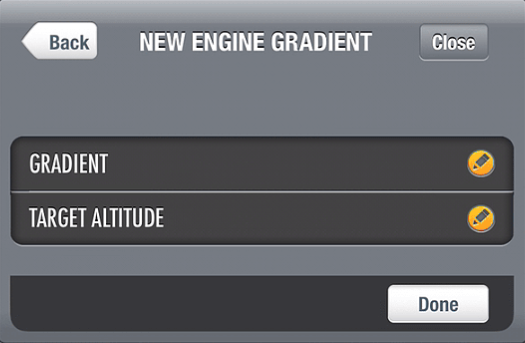 Back NEW ENGINE GRADIENT Close
GRADIENT
TARGET ALTITUDE
Done